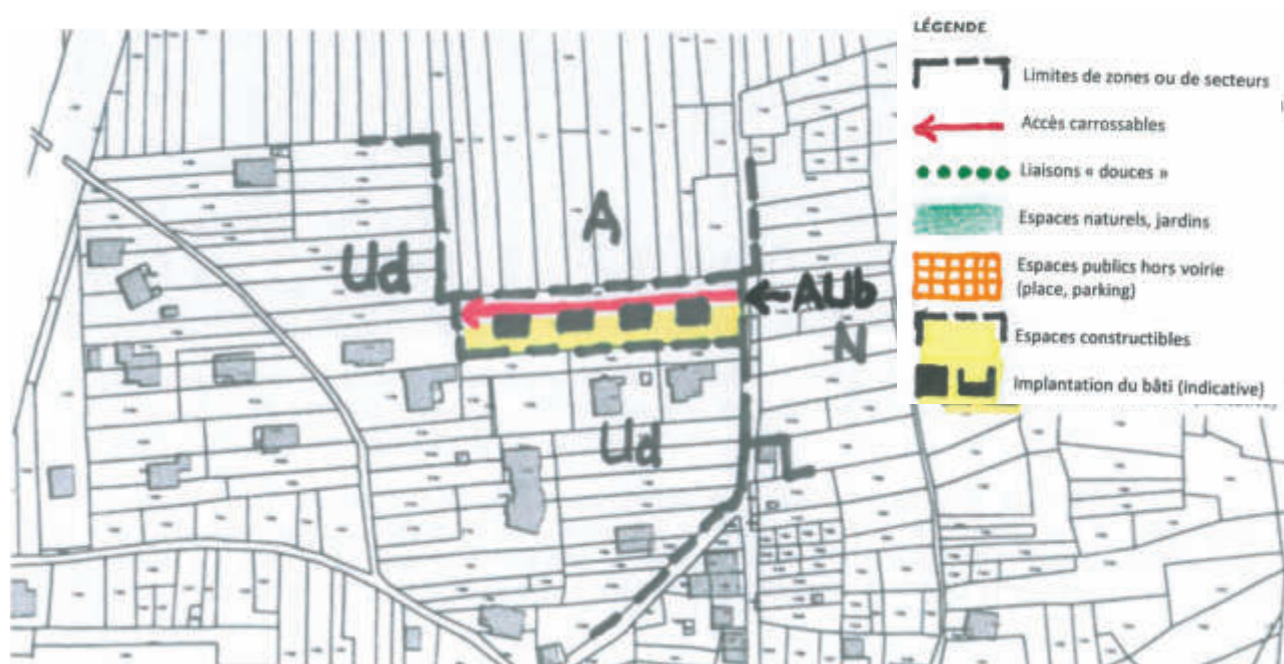 LÉGENDE
Limites de zones ou de secteurs
Accès carrossables
Liaisons « douces »
Espaces naturels, jardins
Espaces publics hors voirie
(place, parking)
Espaces constructibles
Implantation du bâti (indicative)
A
Ud
AUb
N
Ud